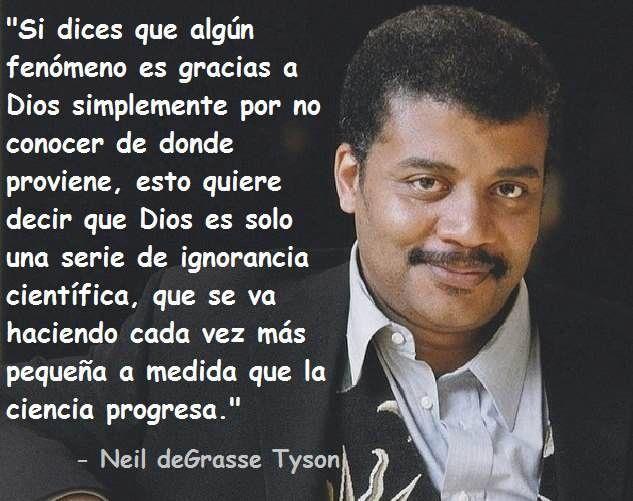 "Si dices que algún
fenómeno es gracias a
Dios simplemente por no
conocer de donde
proviene, esto quiere
decir que Dios es solo
una serie de ignorancia
científica, que se va
haciendo cada vez más
pequeña a medida que la
ciencia progresa."
- Neil deGrasse Tyson